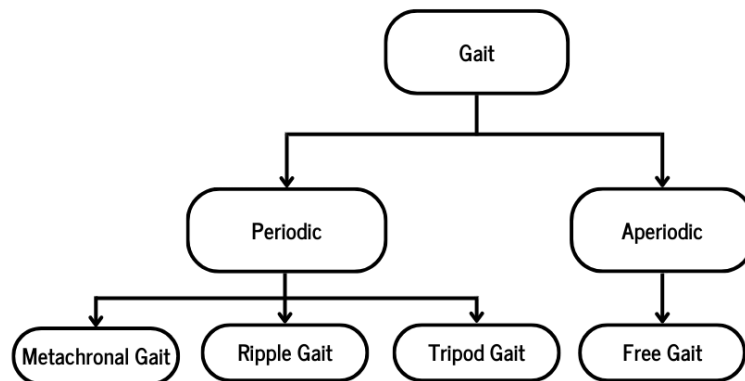 Gait
Periodic
Aperiodic
Metachronal Gait
Ripple Gait
Tripod Gait
Free Gait